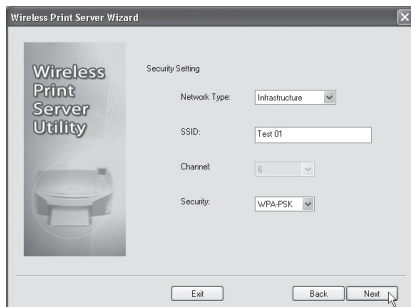 Wireless Print Server Wizard
Wireless
Print
Server
Utility
Security Setting
Network Type: Infrastructure
SSID: Test 01
Channel: 6
Security: WPA-PSK
Exit Back Next